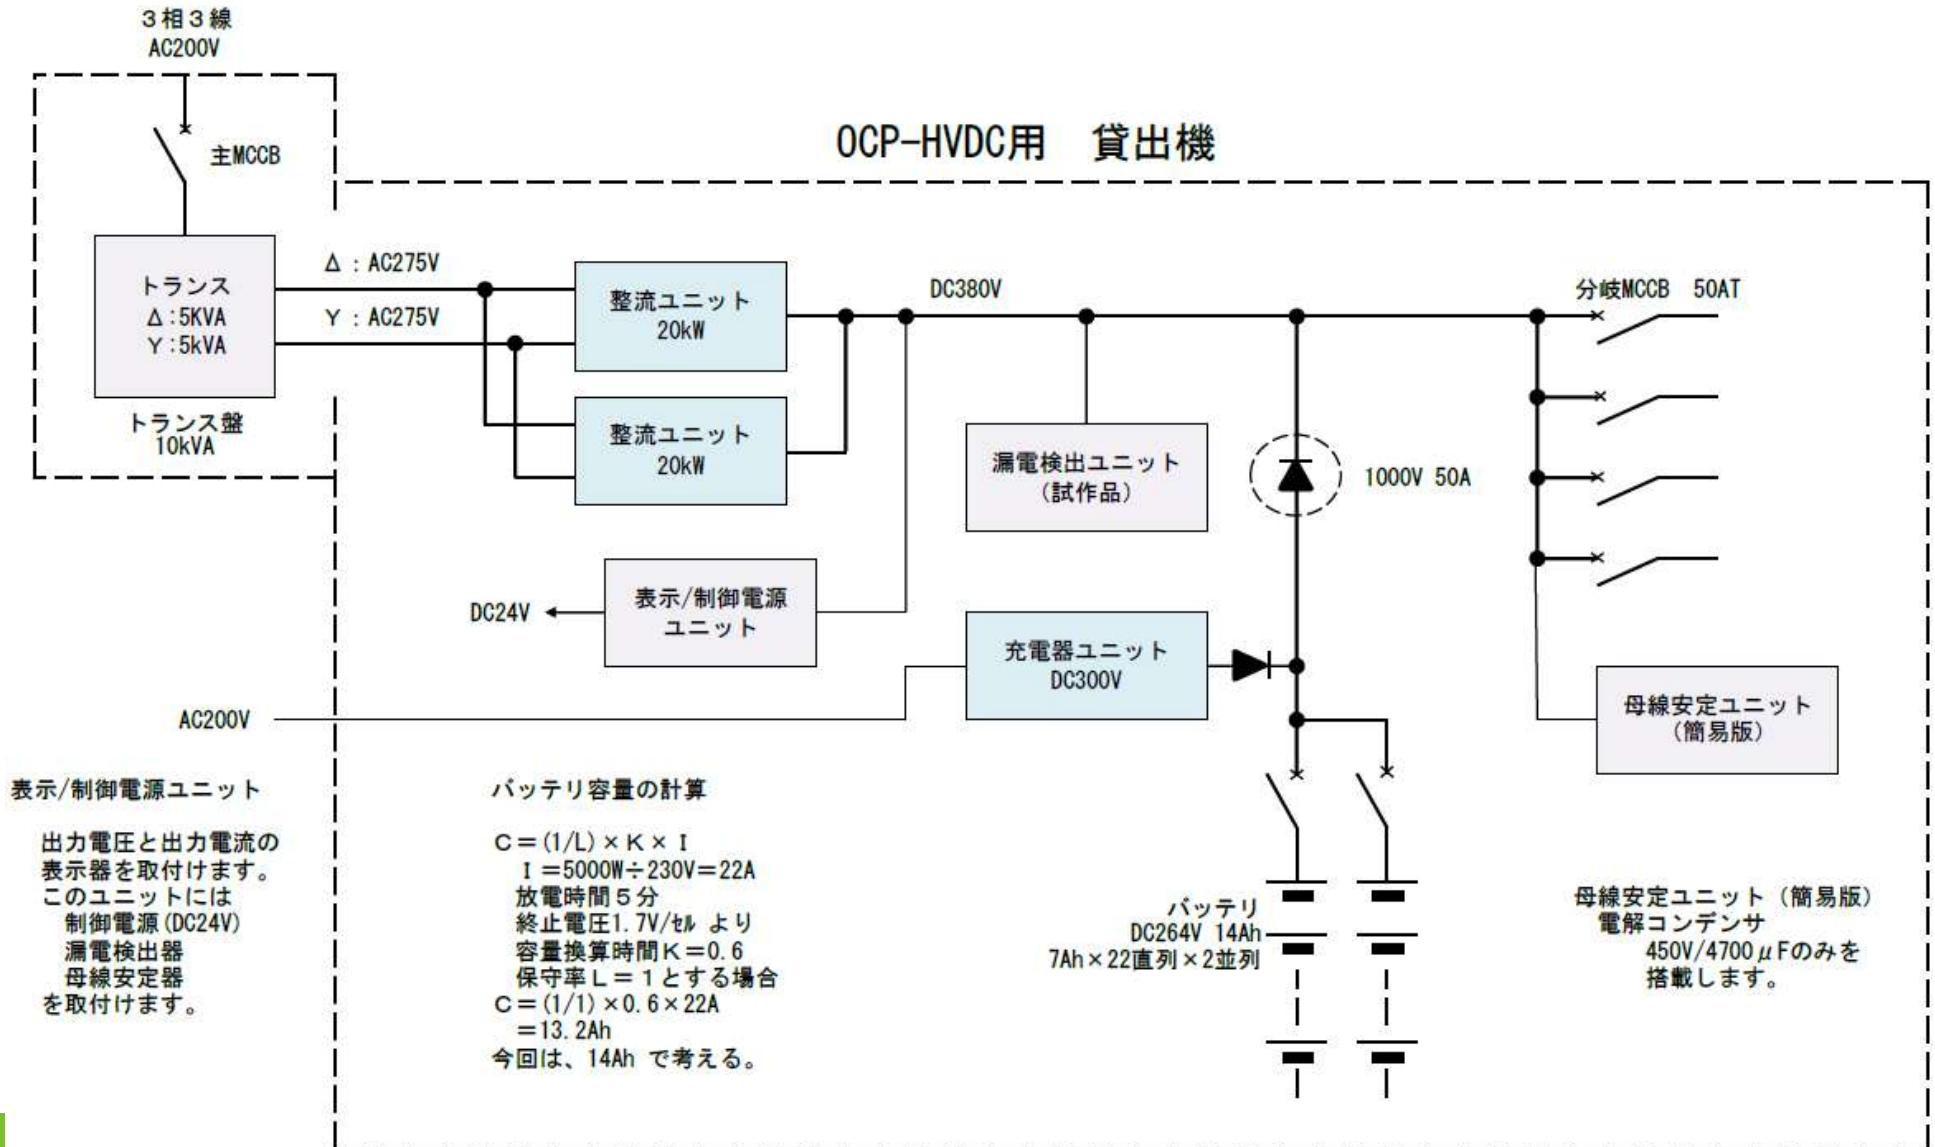 3相3線
AC200V
主MCCB
OCP-HVDC用　貸出機
トランス
Δ:5KVA
Y:5kVA
トランス盤
10kVA
Δ：AC275V
Y：AC275V
整流ユニット
20kW
整流ユニット
20kW
DC380V
分岐MCCB　50AT
漏電検出ユニット
(試作品)
1000V 50A
表示/制御電源
ユニット
DC24V
充電器ユニット
DC300V
AC200V
母線安定ユニット
(簡易版)
表示/制御電源ユニット
出力電圧と出力電流の
表示器を取付けます。
このユニットには
制御電源(DC24V)
漏電検出器
母線安定器
を取付けます。
バッテリ容量の計算
C＝(1/L)×K×I
I＝5000W÷230V＝22A
放電時間5分
終止電圧1.7V/ｾﾙ より
容量換算時間K＝0.6
保守率L＝1とする場合
C＝(1/1)×0.6×22A
＝13.2Ah
今回は、14Ah で考える。
バッテリ
DC264V 14Ah
7Ah×22直列×2並列
母線安定ユニット（簡易版）
電解コンデンサ
450V/4700μFのみを
搭載します。